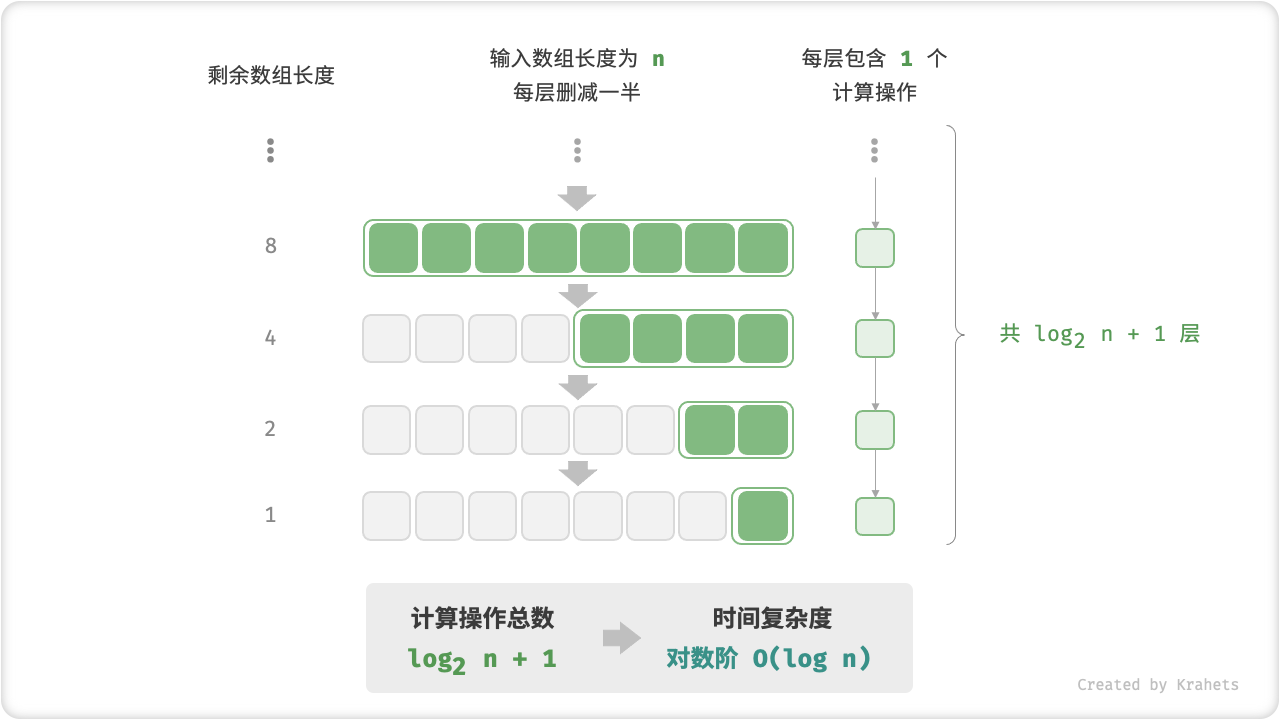 剩余数组长度
输入数组长度为 n
每层删减一半
每层包含 1 个
计算操作
8
4
2
1
共 log₂ n + 1 层
计算操作总数
log₂ n + 1
时间复杂度
对数阶 O(log n)
Created by Krahets